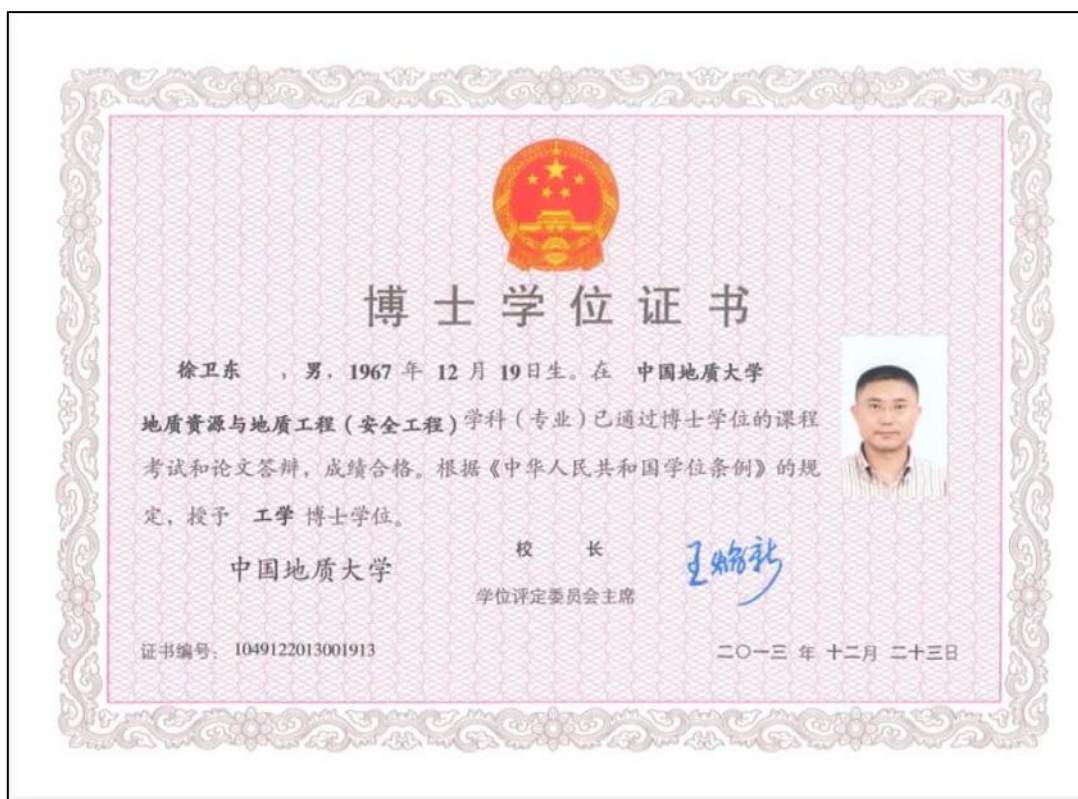 博士学位证书
徐卫东 ,男,1967 年 12 月 19日生。在 中国地质大学
地质资源与地质工程(安全工程)学科(专业)已通过博士学位的课程
考试和论文答辩,成绩合格。根据《中华人民共和国学位条例》的规
定,授予 工学 博士学位。
中国地质大学
校 长
学位评定委员会主席
王焰新
证书编号:1049122013001913
二〇一三 年 十二月 二十三日